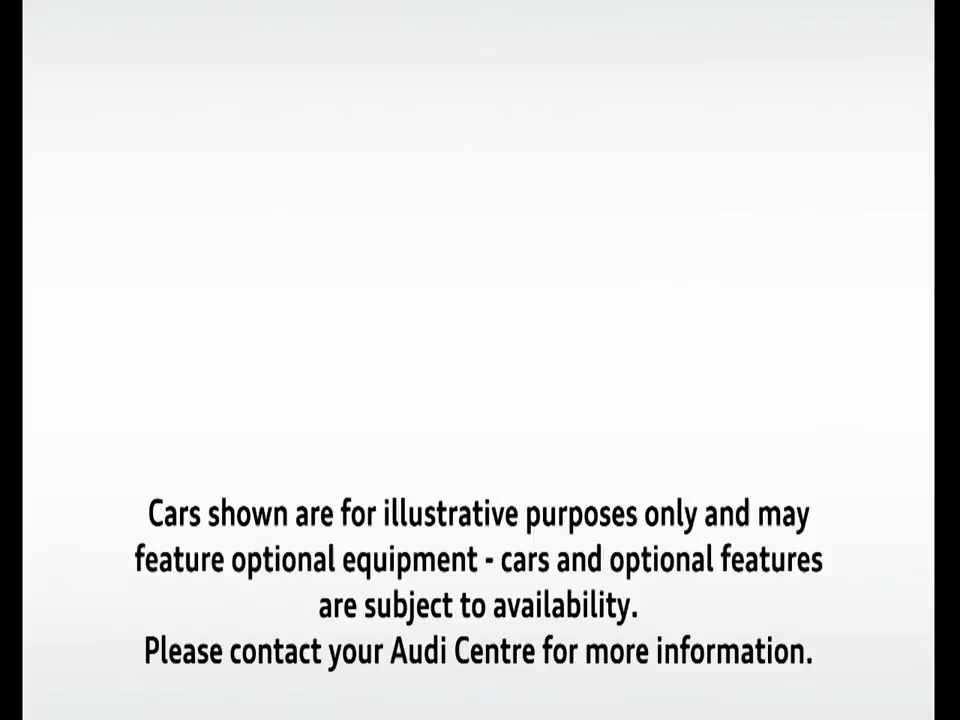 Cars shown are for illustrative purposes only and may
feature optional equipment - cars and optional features
are subject to availability.
Please contact your Audi Centre for more information.